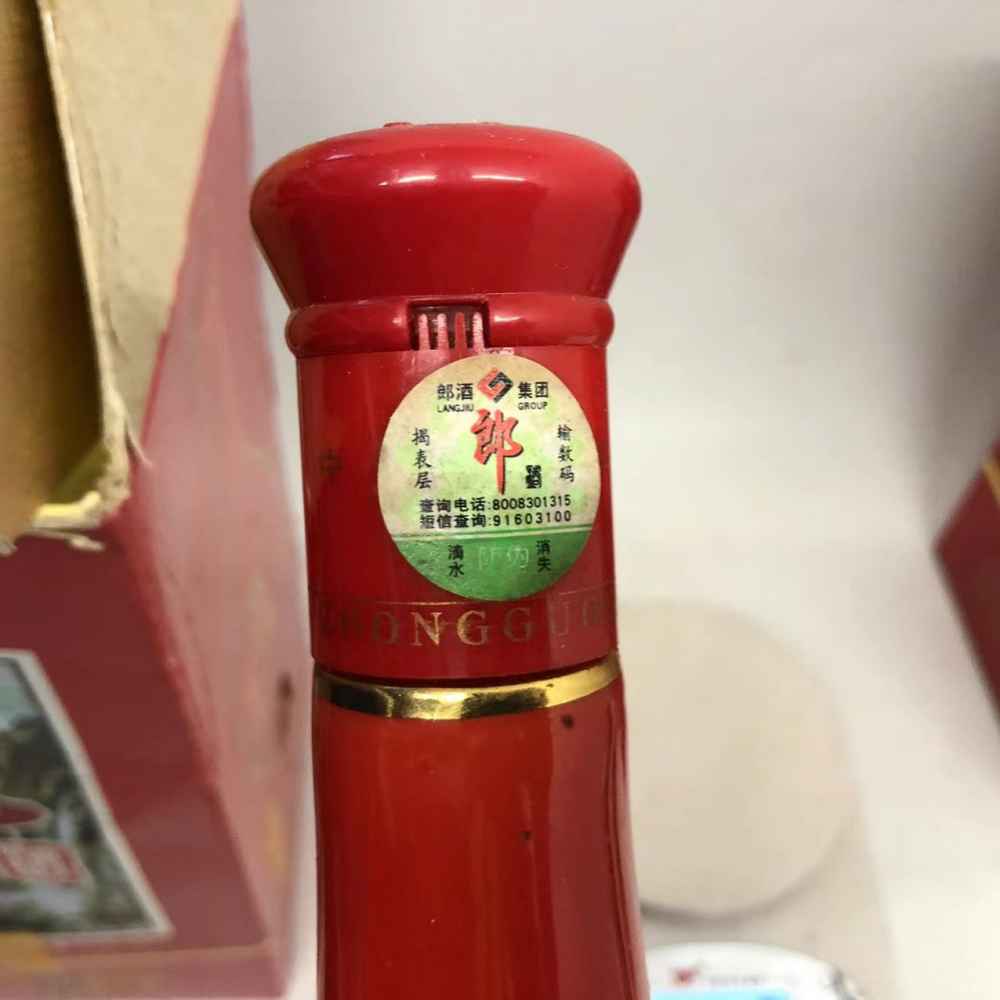 郎酒 集团
LANGJIU GROUP
郎
揭表层
输数码
查询电话:8008301315
短信查询:91603100
滴水
防伪
消失
ZHONGGUO